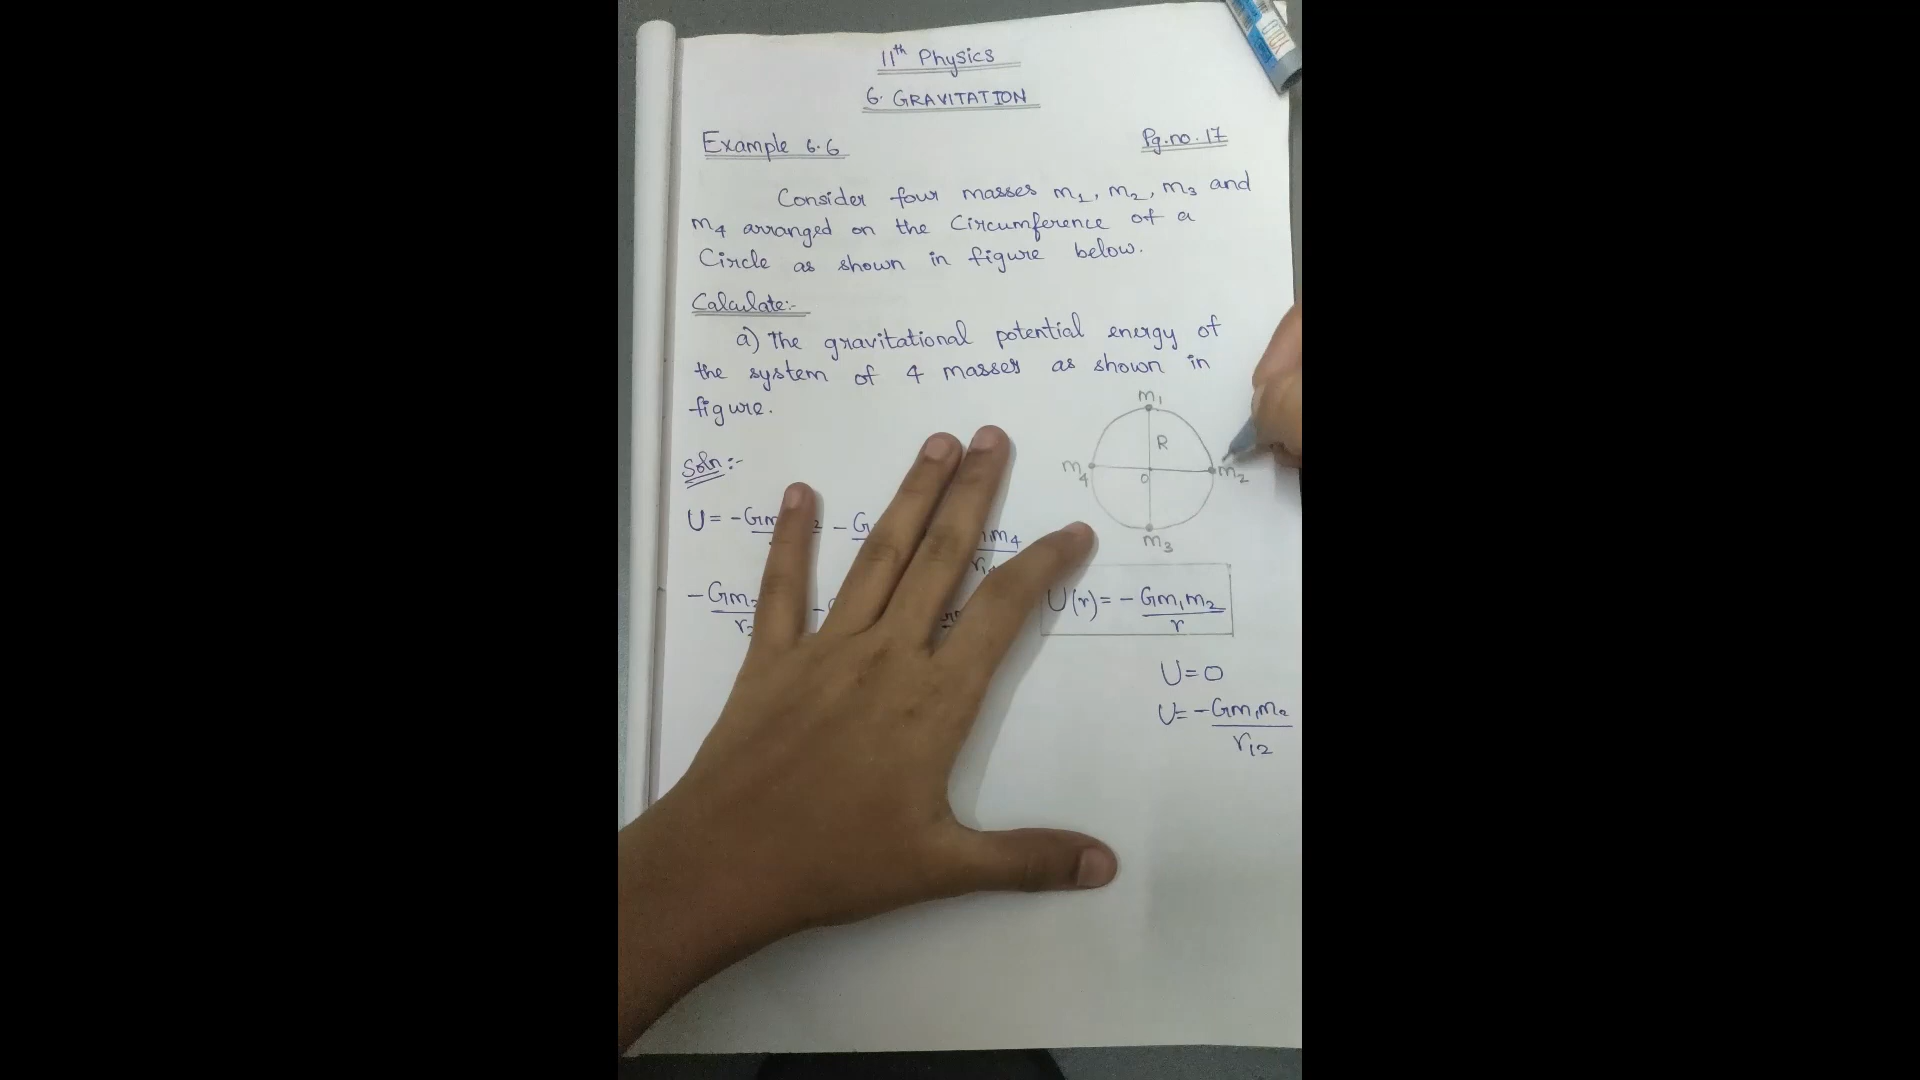 11th Physics
6. GRAVITATION
Example 6.6
Pg.no.17
Consider four masses m1, m2, m3 and
m4 arranged on the Circumference of a
Circle as shown in figure below.
Calculate:-
a) The gravitational potential energy of
the system of 4 masses as shown in
figure.
m1
R
m4
O
m2
m3
Soln:-
U = -Gm 2 - G m4
- Gm
U(r) = - Gm1m2
r
U=0
U= -Gm1m2
r12